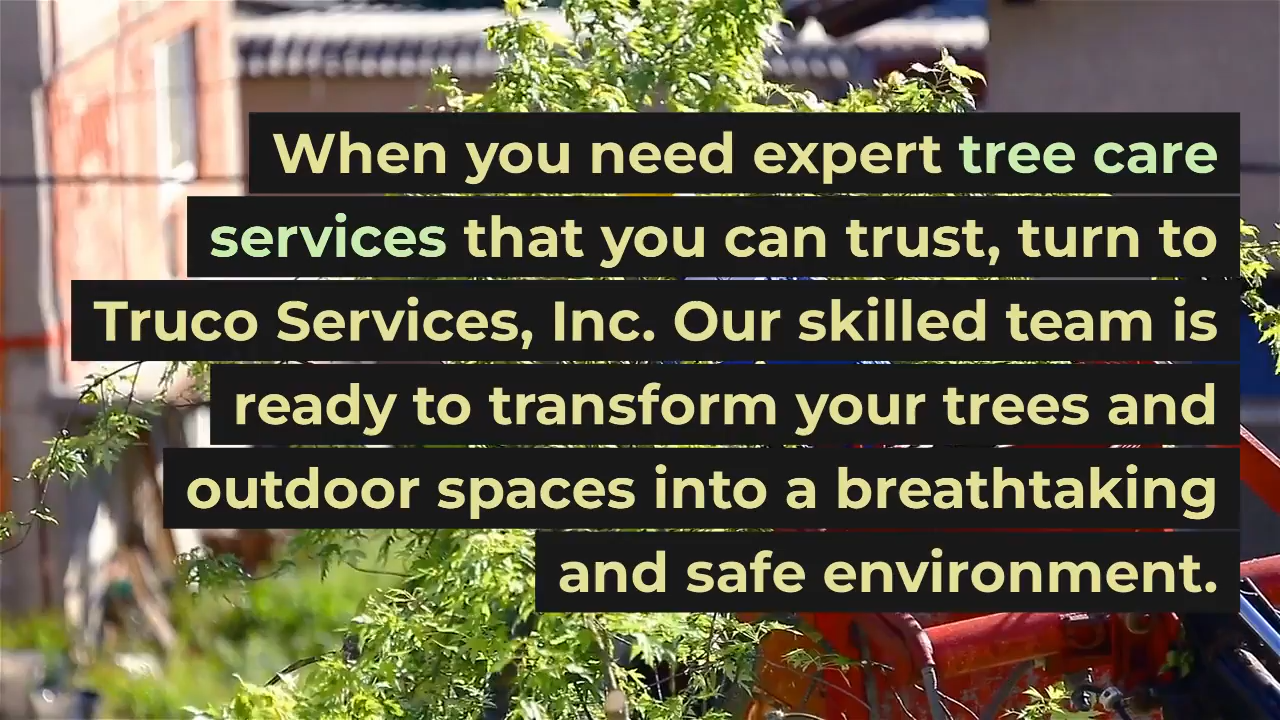 When you need expert tree care
services that you can trust, turn to
Truco Services, Inc. Our skilled team is
ready to transform your trees and
outdoor spaces into a breathtaking
and safe environment.